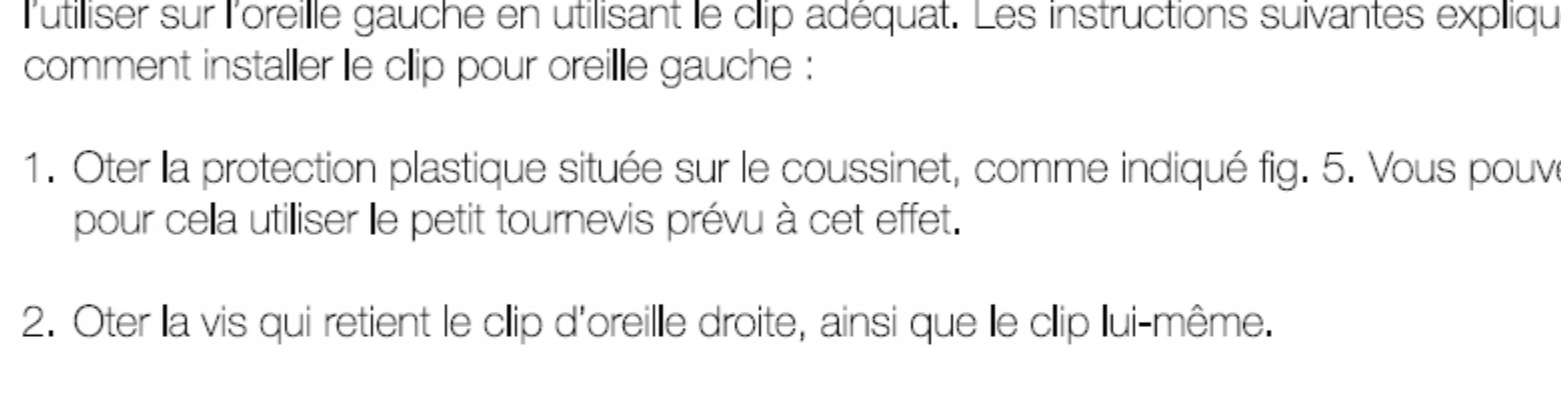 l'utiliser sur l'oreille gauche en utilisant le clip adéquat. Les instructions suivantes expliqu
comment installer le clip pour oreille gauche :
1. Oter la protection plastique située sur le coussinet, comme indiqué fig. 5. Vous pouve
pour cela utiliser le petit tournevis prévu à cet effet.
2. Oter la vis qui retient le clip d'oreille droite, ainsi que le clip lui-même.